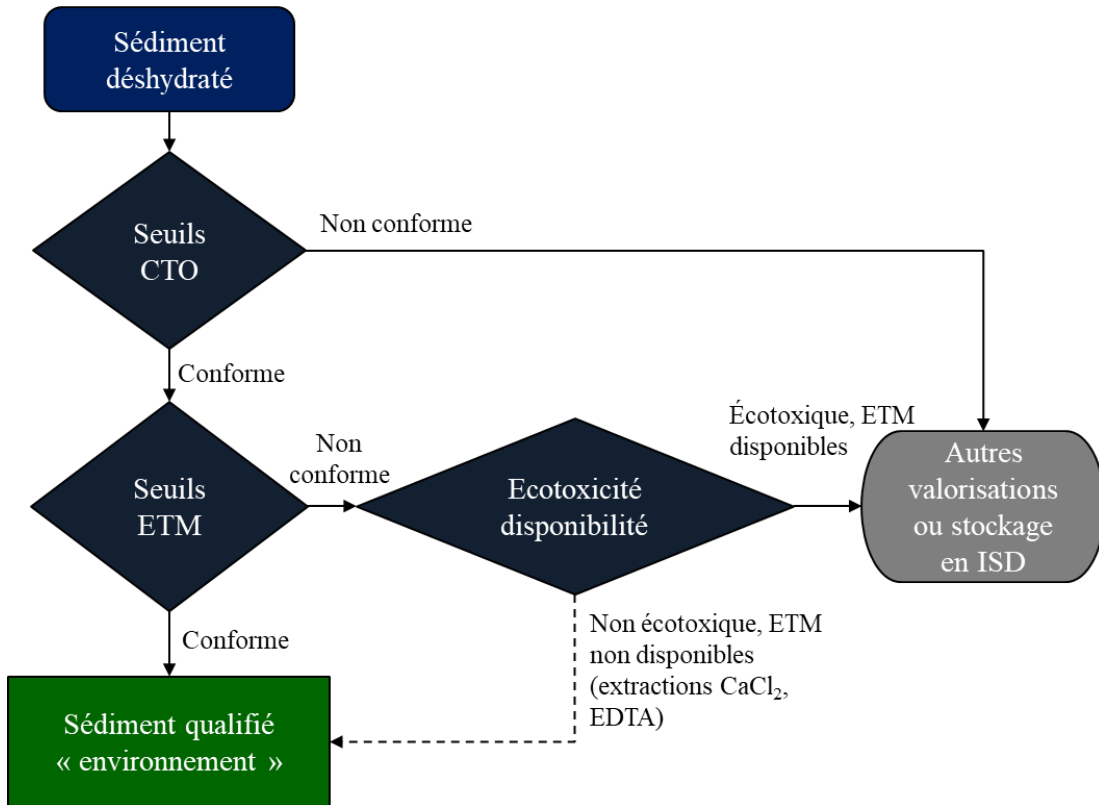 Sédiment
déshydraté
Non conforme
Seuils
CTO
Conforme
Écotoxique, ETM
disponibles
Non
conforme
Seuils
ETM
Ecotoxicité
disponibilité
Autres
valorisations
ou stockage
en ISD
Conforme
Non écotoxique, ETM
non disponibles
(extractions CaCl₂,
EDTA)
Sédiment qualifié
« environnement »